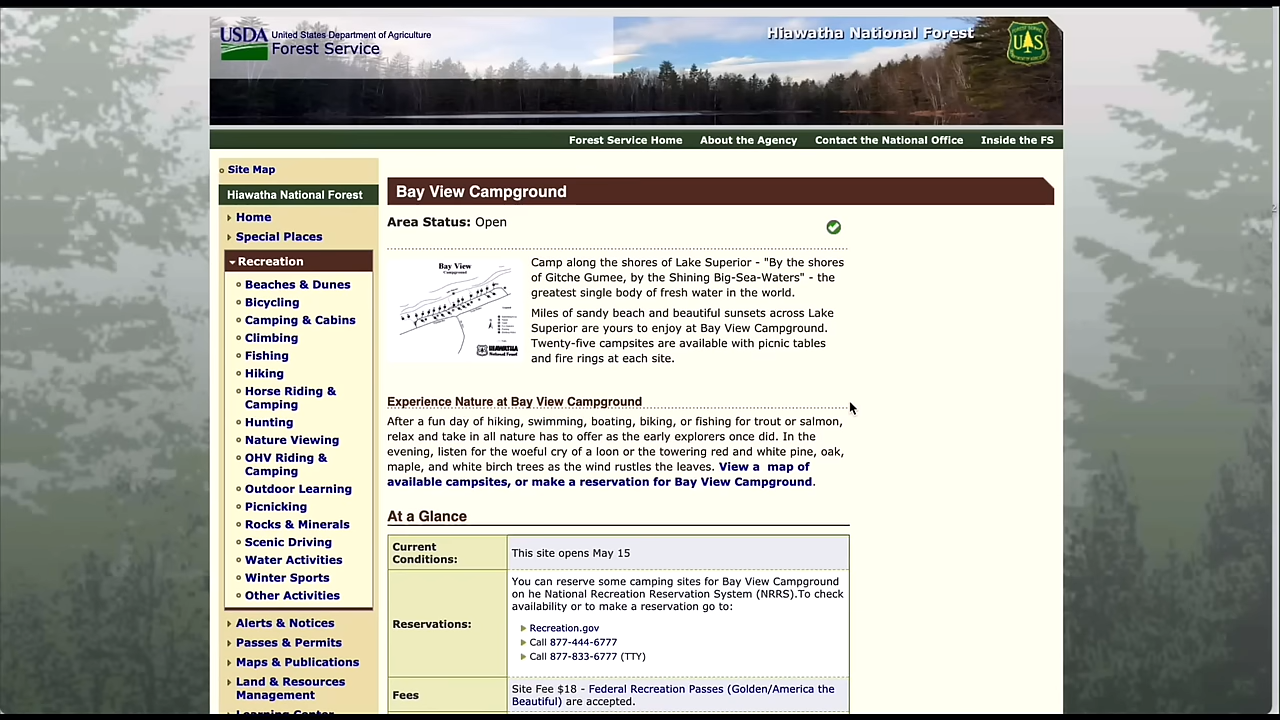 USDA United States Department of Agriculture
Forest Service
Hiawatha National Forest
UAS
Forest Service Home About the Agency Contact the National Office Inside the FS
Site Map
Hiawatha National Forest
Home
Special Places
Recreation
Beaches & Dunes
Bicycling
Camping & Cabins
Climbing
Fishing
Hiking
Horse Riding &
Camping
Hunting
Nature Viewing
OHV Riding &
Camping
Outdoor Learning
Picnicking
Rocks & Minerals
Scenic Driving
Water Activities
Winter Sports
Other Activities
Alerts & Notices
Passes & Permits
Maps & Publications
Land & Resources
Management
Learning Center
Bay View Campground
Area Status: Open
Bay View
Campground
HIAWATHA
National Forest
Camp along the shores of Lake Superior - "By the shores
of Gitche Gumee, by the Shining Big-Sea-Waters" - the
greatest single body of fresh water in the world.
Miles of sandy beach and beautiful sunsets across Lake
Superior are yours to enjoy at Bay View Campground.
Twenty-five campsites are available with picnic tables
and fire rings at each site.
Experience Nature at Bay View Campground
After a fun day of hiking, swimming, boating, biking, or fishing for trout or salmon,
relax and take in all nature has to offer as the early explorers once did. In the
evening, listen for the woeful cry of a loon or the towering red and white pine, oak,
maple, and white birch trees as the wind rustles the leaves. View a map of
available campsites, or make a reservation for Bay View Campground.
At a Glance
Current
Conditions:
This site opens May 15
Reservations:
You can reserve some camping sites for Bay View Campground
on he National Recreation Reservation System (NRRS).To check
availability or to make a reservation go to:
Recreation.gov
Call 877-444-6777
Call 877-833-6777 (TTY)
Fees
Site Fee $18 - Federal Recreation Passes (Golden/America the
Beautiful) are accepted.